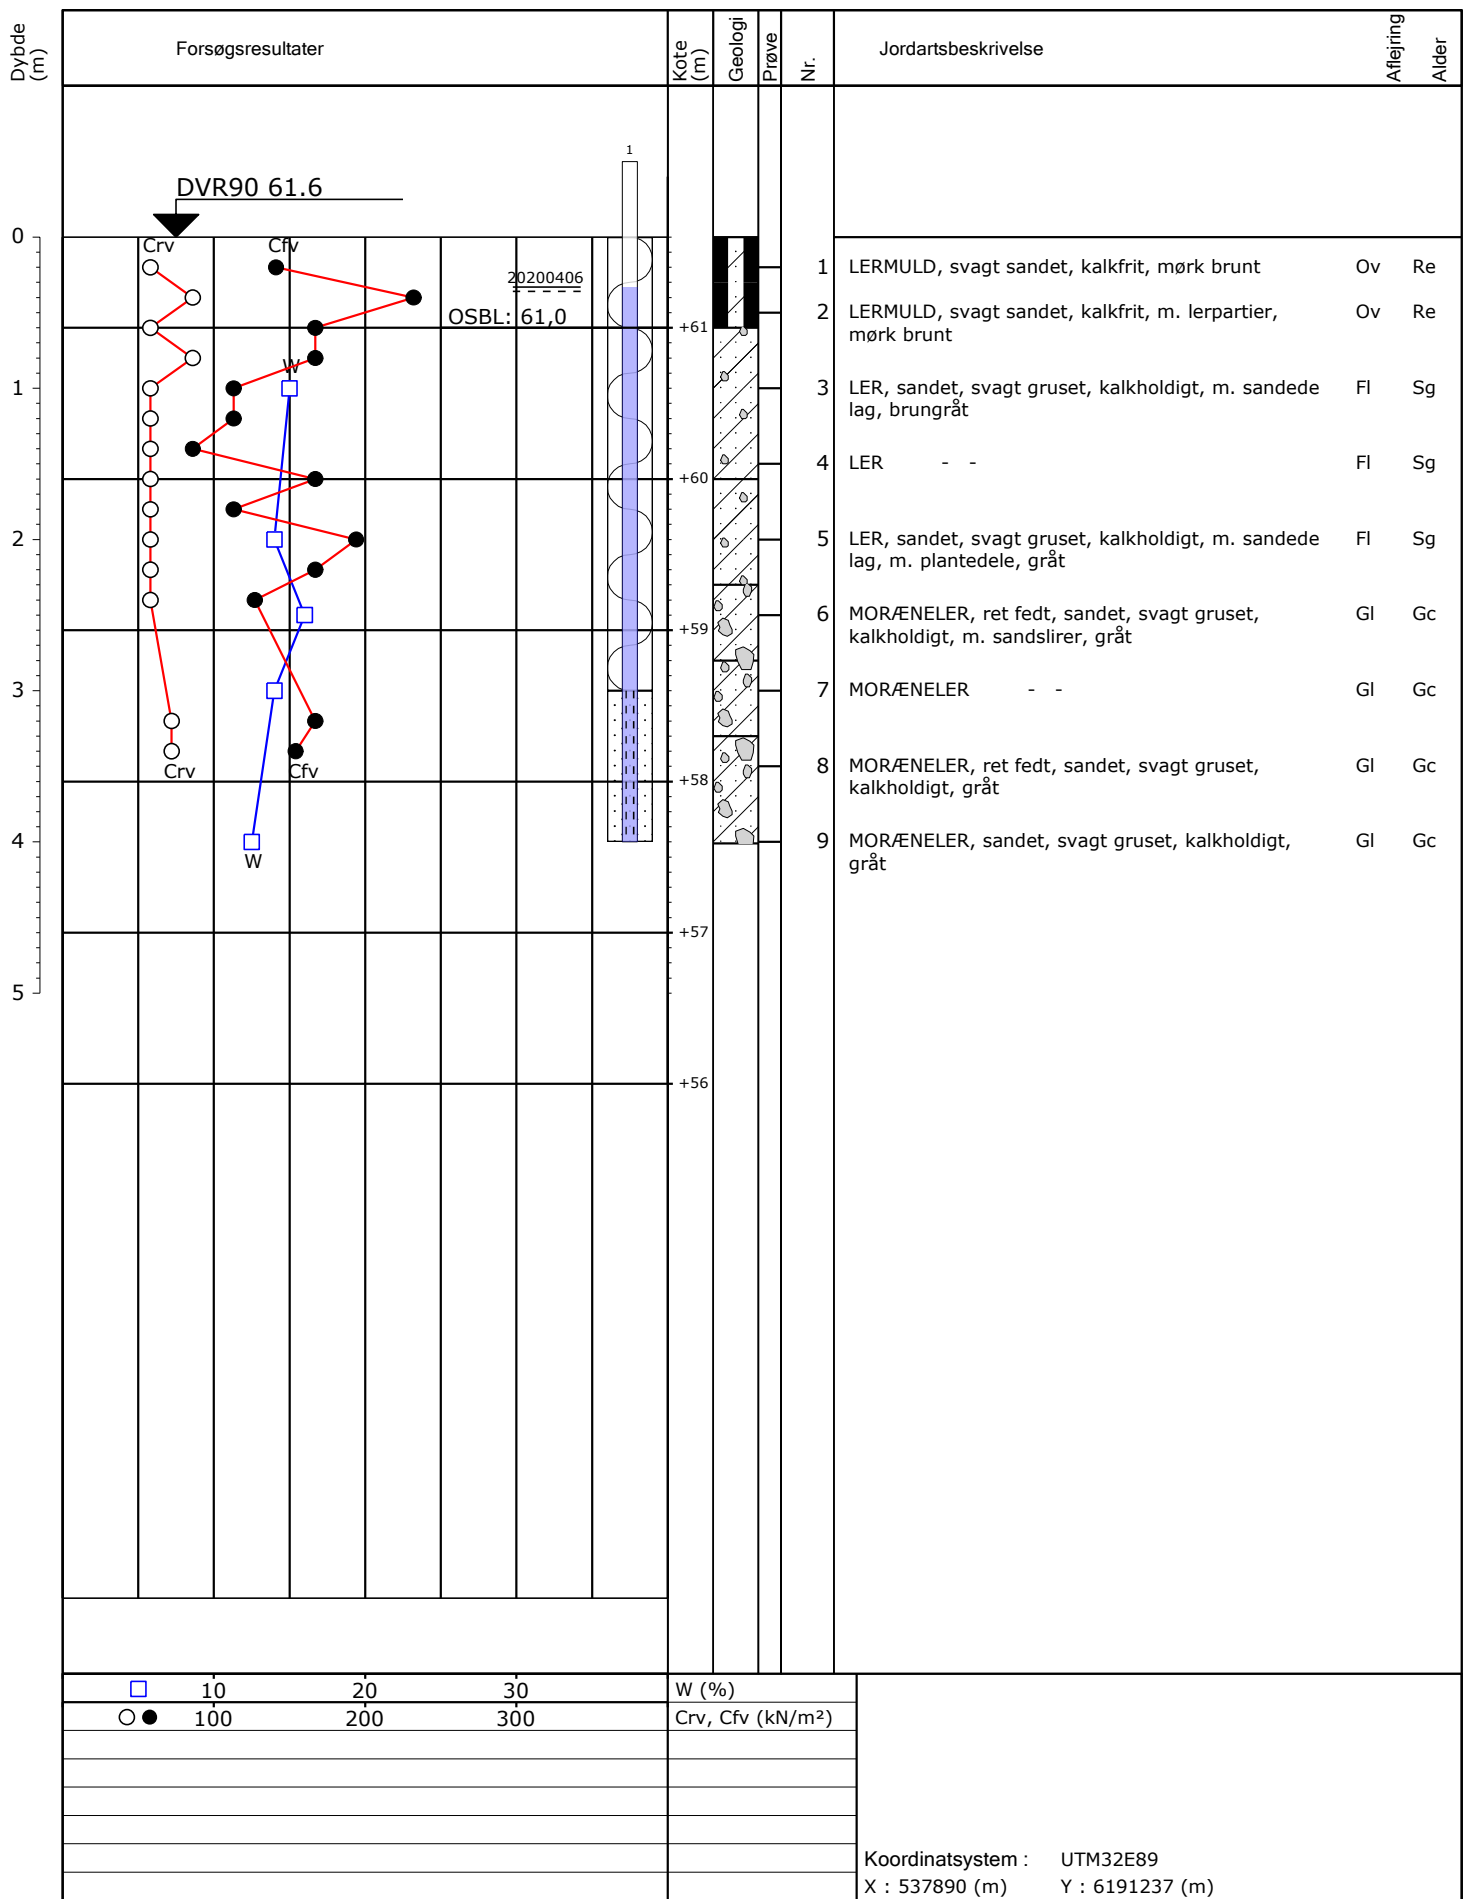 Dybde
(m)
Forsøgsresultater
Kote
(m)
Geologi
Prøve
Nr.
Jordartsbeskrivelse
Aflejring
Alder
1
DVR90 61.6
0
Crv
Cfv
20200406
OSBL: 61,0
+61
W
1
+60
2
+59
3
Crv
Cfv
+58
4
W
+57
5
+56
1 LERMULD, svagt sandet, kalkfrit, mørk brunt Ov Re
2 LERMULD, svagt sandet, kalkfrit, m. lerpartier, Ov Re
mørk brunt
3 LER, sandet, svagt gruset, kalkholdigt, m. sandede Fl Sg
lag, brungråt
4 LER - - Fl Sg
5 LER, sandet, svagt gruset, kalkholdigt, m. sandede Fl Sg
lag, m. plantedele, gråt
6 MORÆNELER, ret fedt, sandet, svagt gruset, Gl Gc
kalkholdigt, m. sandslirer, gråt
7 MORÆNELER - - Gl Gc
8 MORÆNELER, ret fedt, sandet, svagt gruset, Gl Gc
kalkholdigt, gråt
9 MORÆNELER, sandet, svagt gruset, kalkholdigt, Gl Gc
gråt
10 20 30 W (%)
100 200 300 Crv, Cfv (kN/m²)
Koordinatsystem : UTM32E89
X : 537890 (m) Y : 6191237 (m)